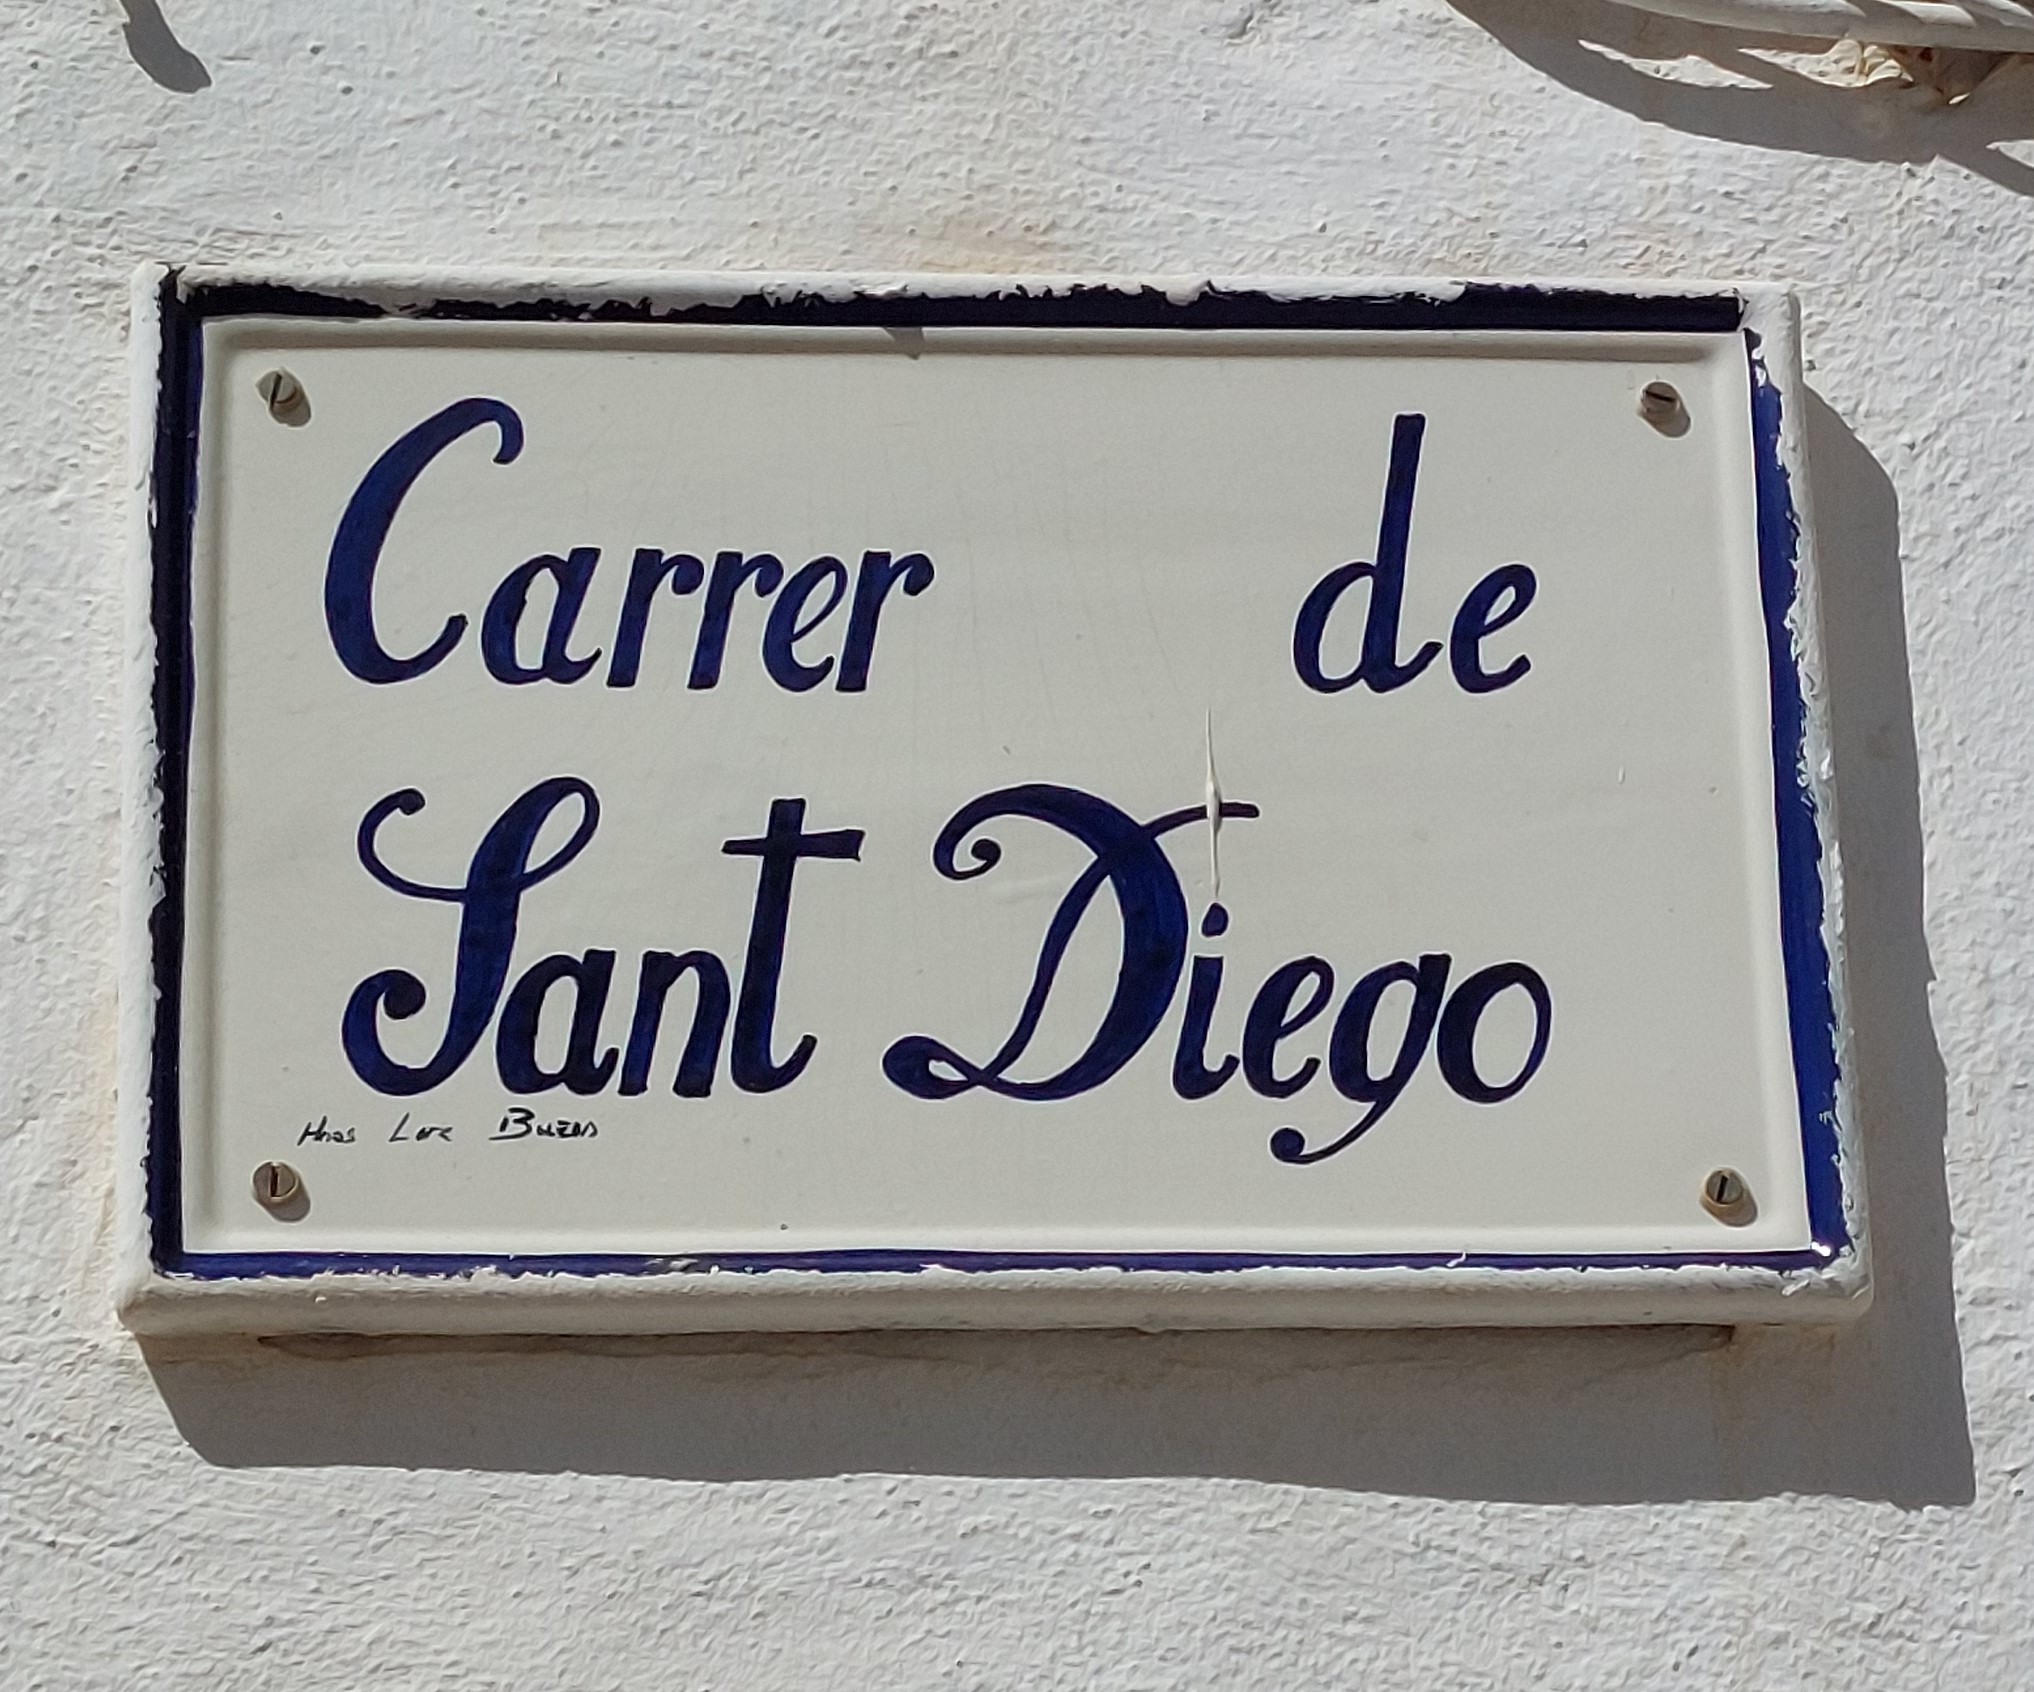 Carrer de
Sant Diego